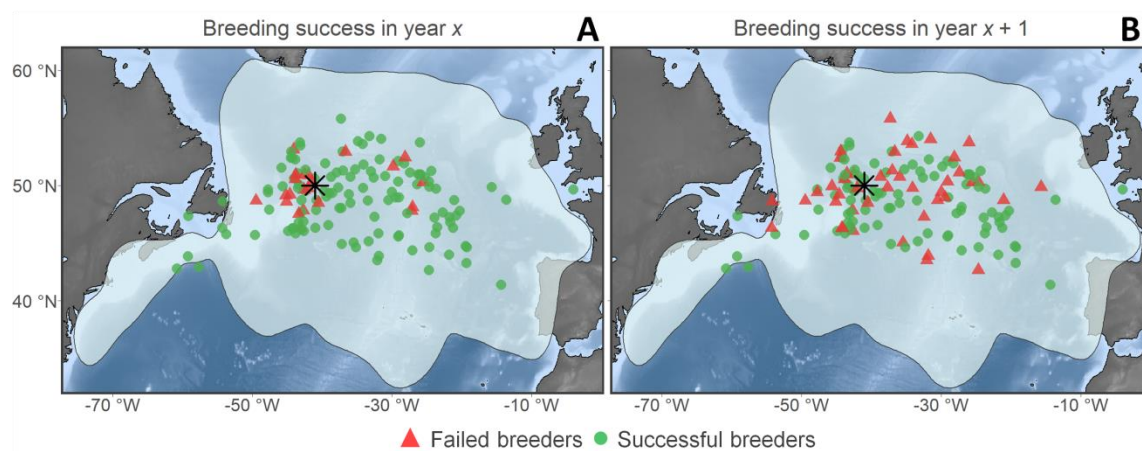 Breeding success in year x A
Breeding success in year x + 1 B
60 °N
50 °N
40 °N
-70 °W -50 °W -30 °W -10 °W
-70 °W -50 °W -30 °W -10 °W
Failed breeders Successful breeders